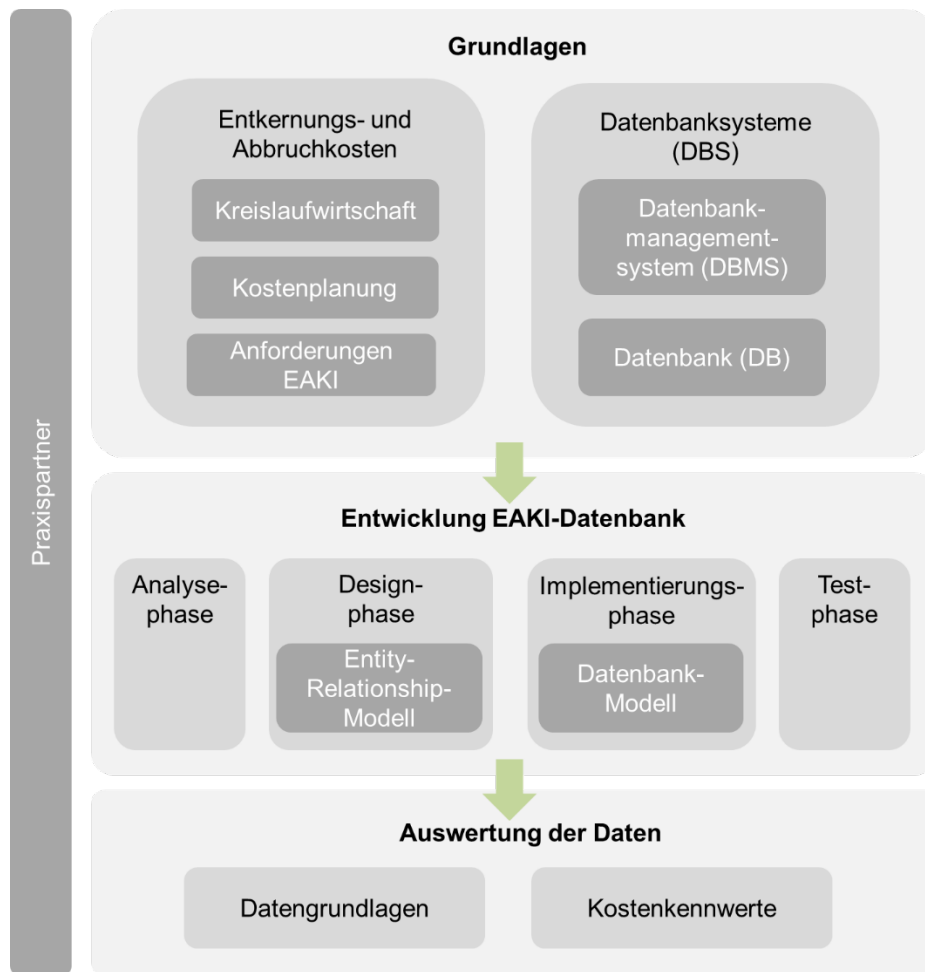 Praxispartner
Grundlagen
Entkernungs- und
Abbruchkosten
Kreislaufwirtschaft
Kostenplanung
Anforderungen
EAKI
Datenbanksysteme
(DBS)
Datenbank-
management-
system (DBMS)
Datenbank (DB)
Entwicklung EAKI-Datenbank
Analyse-
phase
Design-
phase
Entity-
Relationship-
Modell
Implementierungs-
phase
Datenbank-
Modell
Test-
phase
Auswertung der Daten
Datengrundlagen
Kostenkennwerte